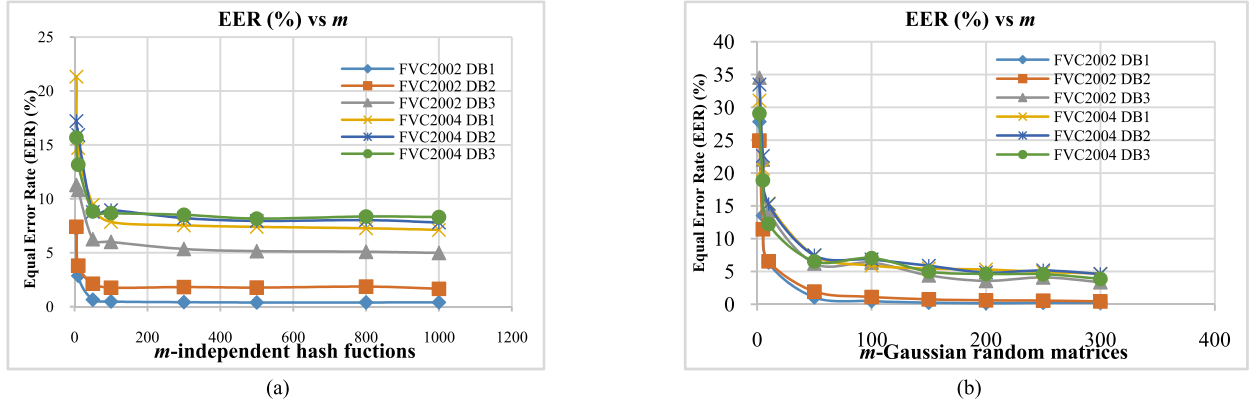 EER (%) vs m
Equal Error Rate (EER) (%)
25
20
15
10
5
0
FVC2002 DB1
FVC2002 DB2
FVC2002 DB3
FVC2004 DB1
FVC2004 DB2
FVC2004 DB3
0 200 400 600 800 1000 1200
m-independent hash fuctions
(a)
EER (%) vs m
Equal Error Rate (EER) (%)
40
35
30
25
20
15
10
5
0
FVC2002 DB1
FVC2002 DB2
FVC2002 DB3
FVC2004 DB1
FVC2004 DB2
FVC2004 DB3
0 100 200 300 400
m-Gaussian random matrices
(b)